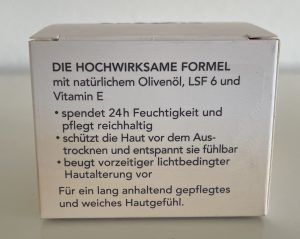 DIE HOCHWIRKSAME FORMEL
mit natürlichem Olivenöl, LSF 6 und
Vitamin E
• spendet 24h Feuchtigkeit und
pflegt reichhaltig
• schützt die Haut vor dem Aus-
trocknen und entspannt sie fühlbar
• beugt vorzeitiger lichtbedingter
Hautalterung vor
Für ein lang anhaltend gepflegtes
und weiches Hautgefühl.